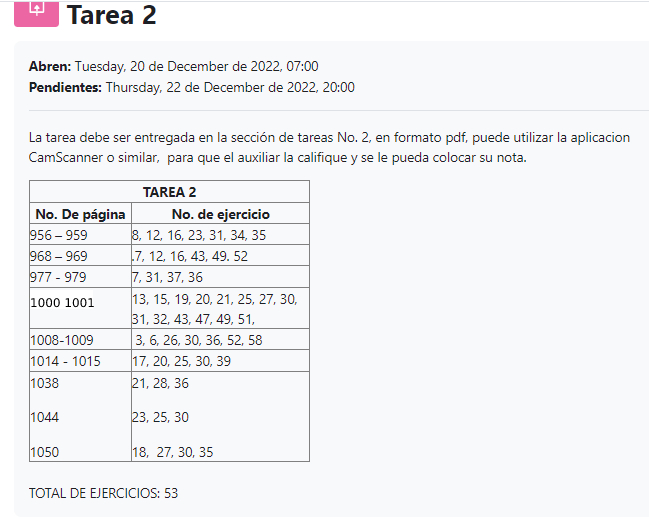 Tarea 2
Abren: Tuesday, 20 de December de 2022, 07:00
Pendientes: Thursday, 22 de December de 2022, 20:00
La tarea debe ser entregada en la sección de tareas No. 2, en formato pdf, puede utilizar la aplicacion
CamScanner o similar,  para que el auxiliar la califique y se le pueda colocar su nota.
TAREA 2
No. De página No. de ejercicio
956 – 959 8, 12, 16, 23, 31, 34, 35
968 – 969 .7, 12, 16, 43, 49. 52
977 - 979 7, 31, 37, 36
1000 1001 13, 15, 19, 20, 21, 25, 27, 30,
31, 32, 43, 47, 49, 51,
1008-1009 3, 6, 26, 30, 36, 52, 58
1014 - 1015 17, 20, 25, 30, 39
1038 21, 28, 36
1044 23, 25, 30
1050 18,  27, 30, 35
TOTAL DE EJERCICIOS: 53